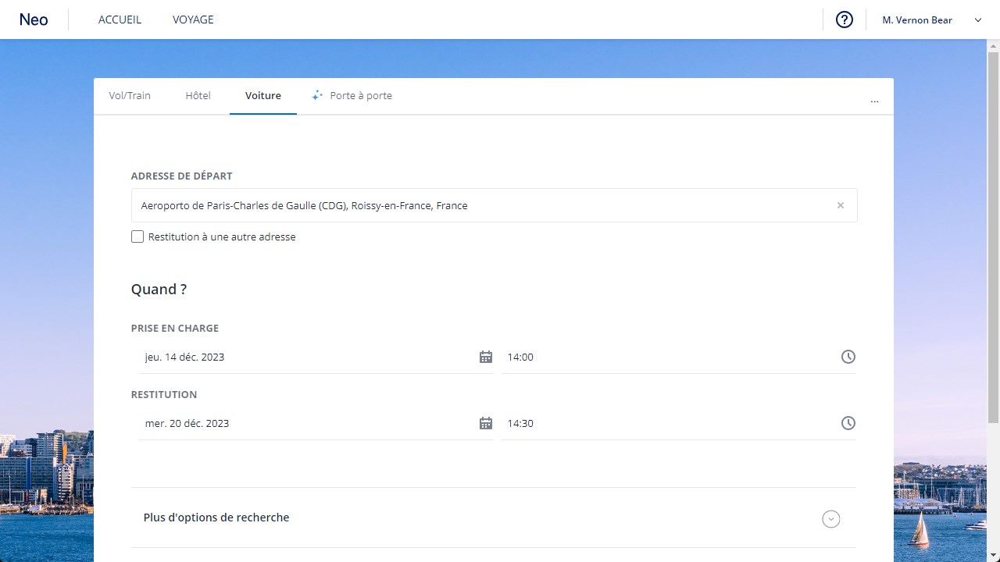 Neo
ACCUEIL
VOYAGE
M. Vernon Bear
Vol/Train
Hôtel
Voiture
Porte à porte
...
ADRESSE DE DÉPART
Aeroporto de Paris-Charles de Gaulle (CDG), Roissy-en-France, France
Restitution à une autre adresse
Quand ?
PRISE EN CHARGE
jeu. 14 déc. 2023
14:00
RESTITUTION
mer. 20 déc. 2023
14:30
Plus d'options de recherche